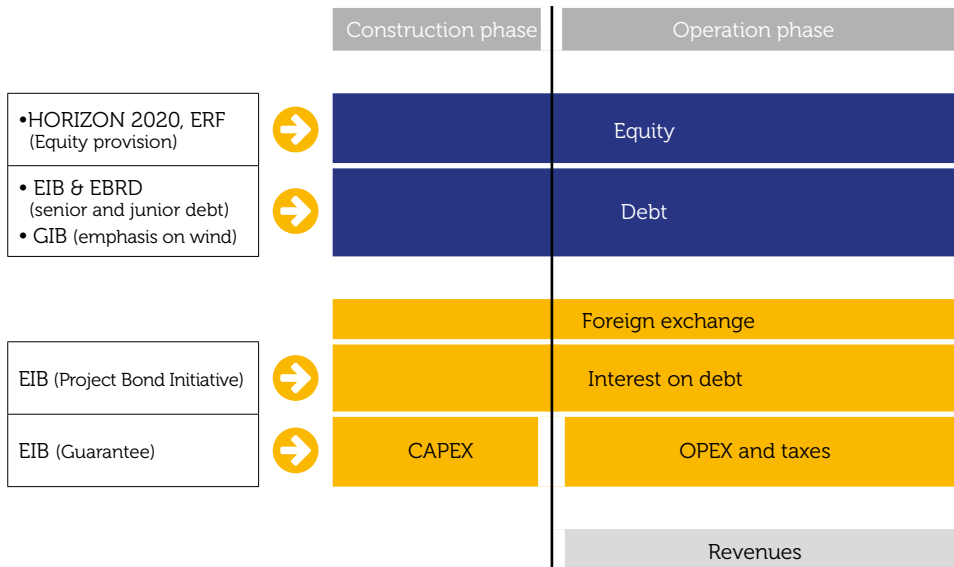 Construction phase
Operation phase
•HORIZON 2020, ERF
(Equity provision)
Equity
• EIB & EBRD
(senior and junior debt)
• GIB (emphasis on wind)
Debt
Foreign exchange
EIB (Project Bond Initiative)
Interest on debt
EIB (Guarantee)
CAPEX
OPEX and taxes
Revenues